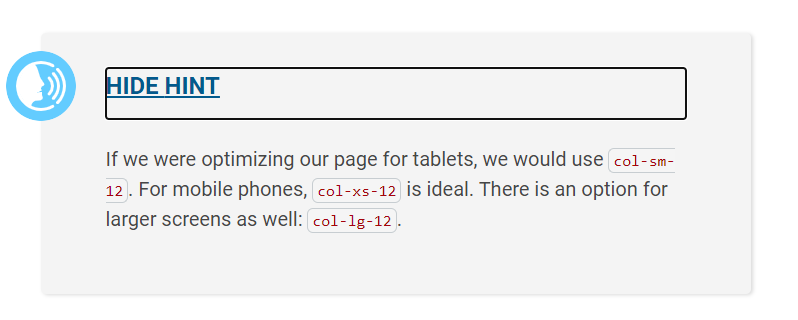 HIDE HINT
If we were optimizing our page for tablets, we would use col-sm-
12. For mobile phones, col-xs-12 is ideal. There is an option for
larger screens as well: col-lg-12.